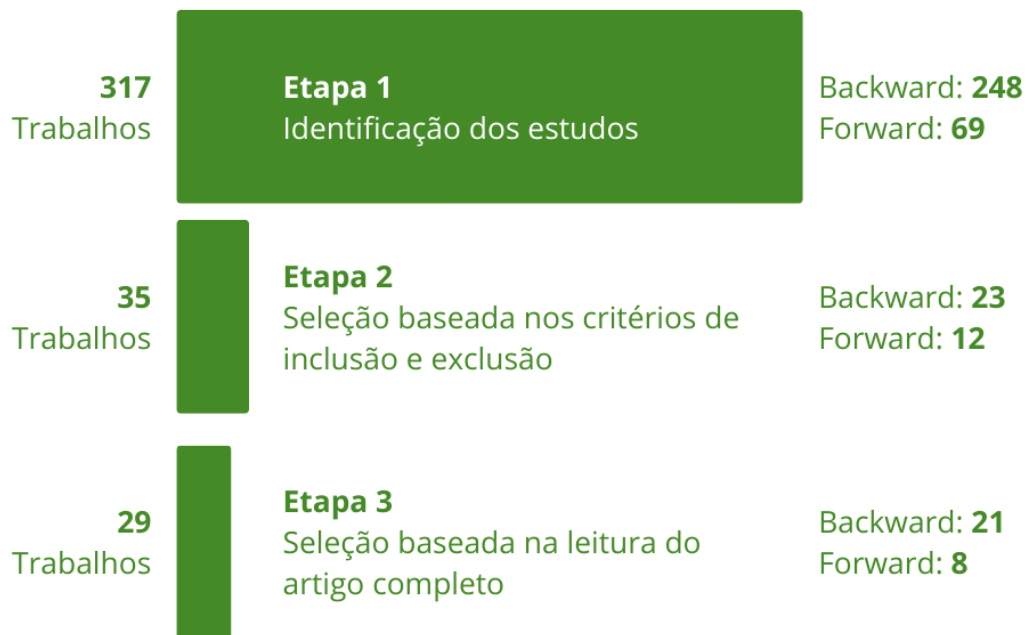 317
Trabalhos
Etapa 1
Identificação dos estudos
Backward: 248
Forward: 69
35
Trabalhos
Etapa 2
Seleção baseada nos critérios de
inclusão e exclusão
Backward: 23
Forward: 12
29
Trabalhos
Etapa 3
Seleção baseada na leitura do
artigo completo
Backward: 21
Forward: 8